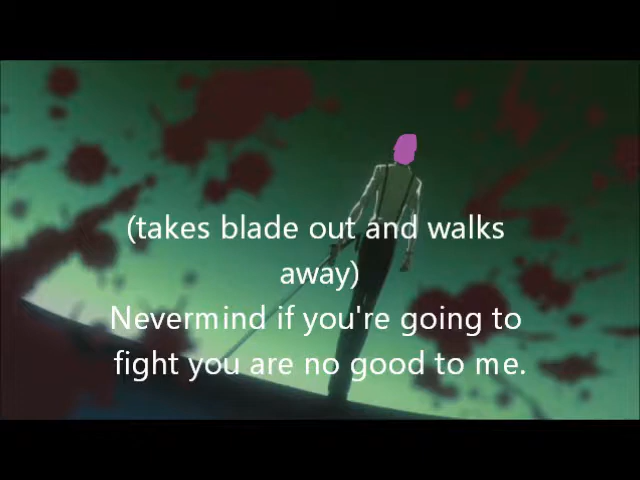 (takes blade out and walks
away)
Nevermind if you're going to
fight you are no good to me.